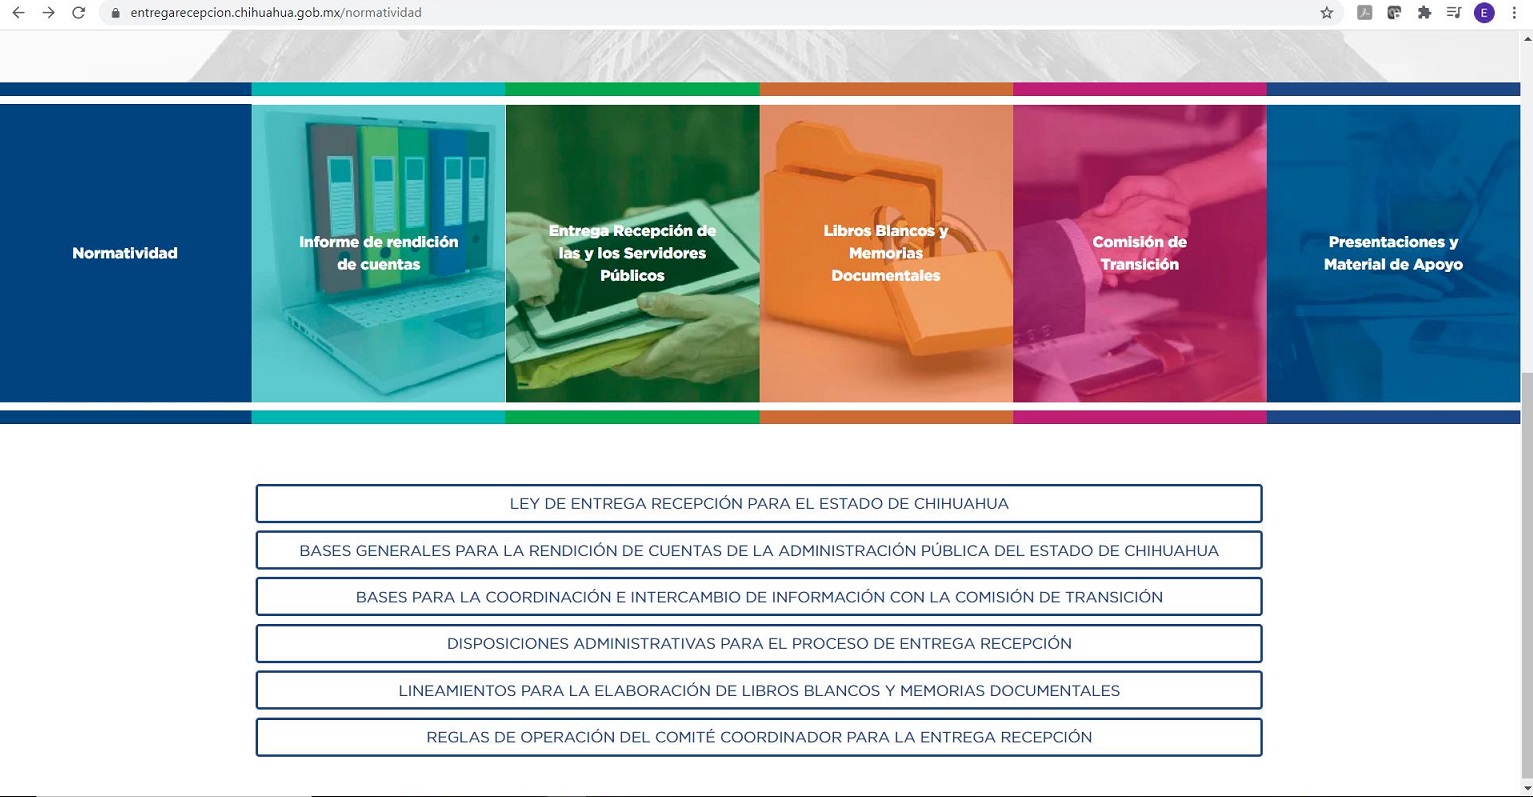 entregarecepcion.chihuahua.gob.mx/normatividad
E
Normatividad
Informe de rendición
de cuentas
Entrega Recepción de
las y los Servidores
Públicos
Libros Blancos y
Memorias
Documentales
Comisión de
Transición
Presentaciones y
Material de Apoyo
LEY DE ENTREGA RECEPCIÓN PARA EL ESTADO DE CHIHUAHUA
BASES GENERALES PARA LA RENDICIÓN DE CUENTAS DE LA ADMINISTRACIÓN PÚBLICA DEL ESTADO DE CHIHUAHUA
BASES PARA LA COORDINACIÓN E INTERCAMBIO DE INFORMACIÓN CON LA COMISIÓN DE TRANSICIÓN
DISPOSICIONES ADMINISTRATIVAS PARA EL PROCESO DE ENTREGA RECEPCIÓN
LINEAMIENTOS PARA LA ELABORACIÓN DE LIBROS BLANCOS Y MEMORIAS DOCUMENTALES
REGLAS DE OPERACIÓN DEL COMITÉ COORDINADOR PARA LA ENTREGA RECEPCIÓN